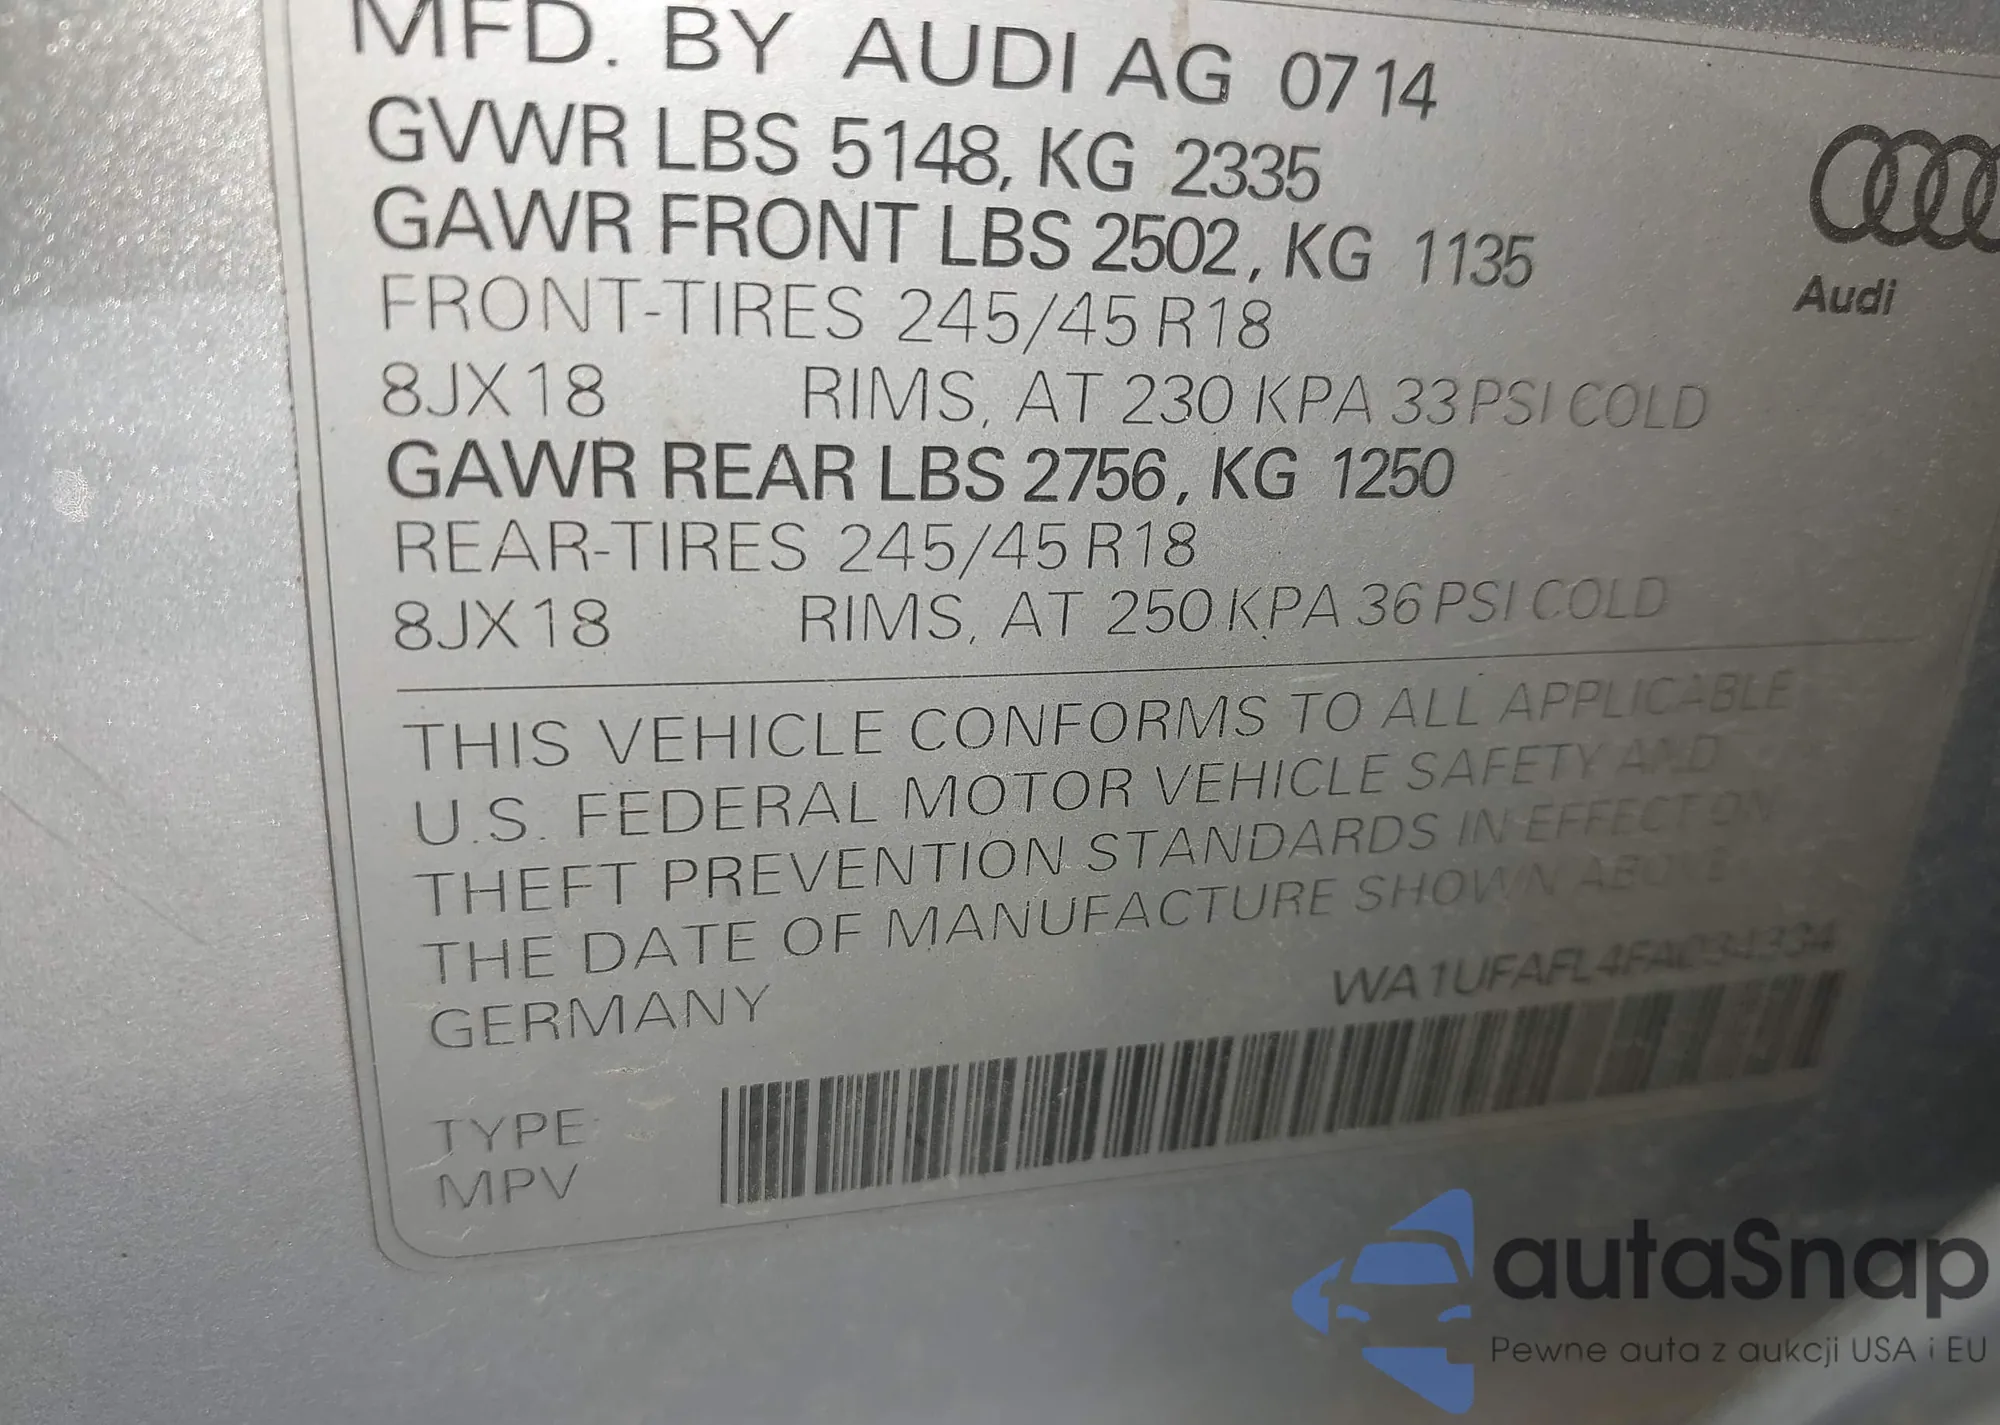 MFD. BY AUDI AG 0714
GVWR LBS 5148, KG 2335
GAWR FRONT LBS 2502, KG 1135
FRONT-TIRES 245/45 R18
8JX18 RIMS, AT 230 KPA 33 PSI COLD
GAWR REAR LBS 2756, KG 1250
REAR-TIRES 245/45 R18
8JX18 RIMS, AT 250 KPA 36 PSI COLD
Audi
THIS VEHICLE CONFORMS TO ALL APPLICABLE
U.S. FEDERAL MOTOR VEHICLE SAFETY AND
THEFT PREVENTION STANDARDS IN EFFECT ON
THE DATE OF MANUFACTURE SHOWN ABOVE
GERMANY
WA1UFAFL4FA034334
TYPE
MPV
autaSnap
Pewne auta z aukcji USA i EU